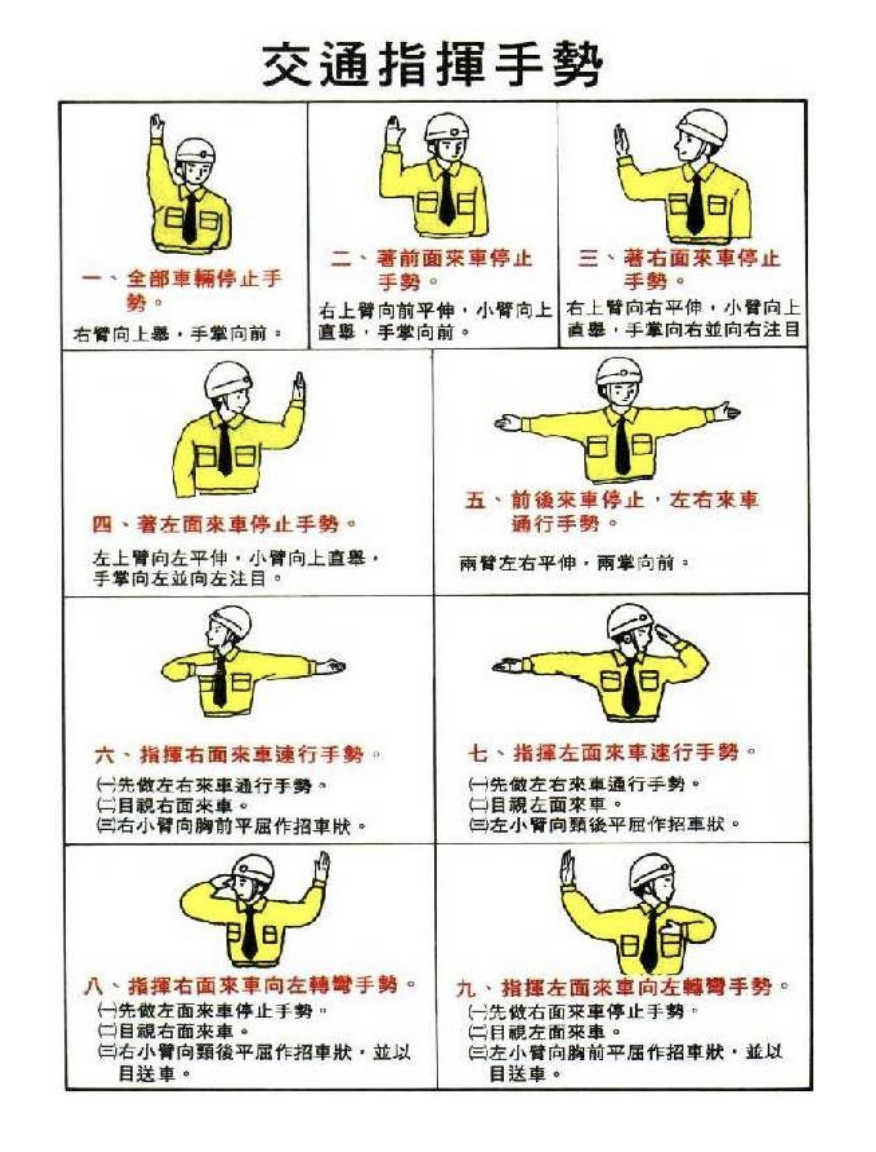 交通指揮手勢
一、全部車輛停止手
勢。
右臂向上舉，手掌向前。
二、著前面來車停止
手勢。
右上臂向前平伸，小臂向上
直舉，手掌向前。
三、著右面來車停止
手勢。
右上臂向右平伸，小臂向上
直舉，手掌向右並向右注目
四、著左面來車停止手勢。
左上臂向左平伸，小臂向上直舉，
手掌向左並向左注目。
五、前後來車停止，左右來車
通行手勢。
兩臂左右平伸，兩掌向前。
六、指揮右面來車速行手勢。
㈠先做左右來車通行手勢。
㈡目視右面來車。
㈢右小臂向胸前平屈作招車狀。
七、指揮左面來車速行手勢。
㈠先做左右來車通行手勢。
㈡目視左面來車。
㈢左小臂向頸後平屈作招車狀。
八、指揮右面來車向左轉彎手勢。
㈠先做左面來車停止手勢。
㈡目視右面來車。
㈢右小臂向頸後平屈作招車狀，並以
目送車。
九、指揮左面來車向左轉彎手勢。
㈠先做右面來車停止手勢。
㈡目視左面來車。
㈢左小臂向胸前平屈作招車狀，並以
目送車。